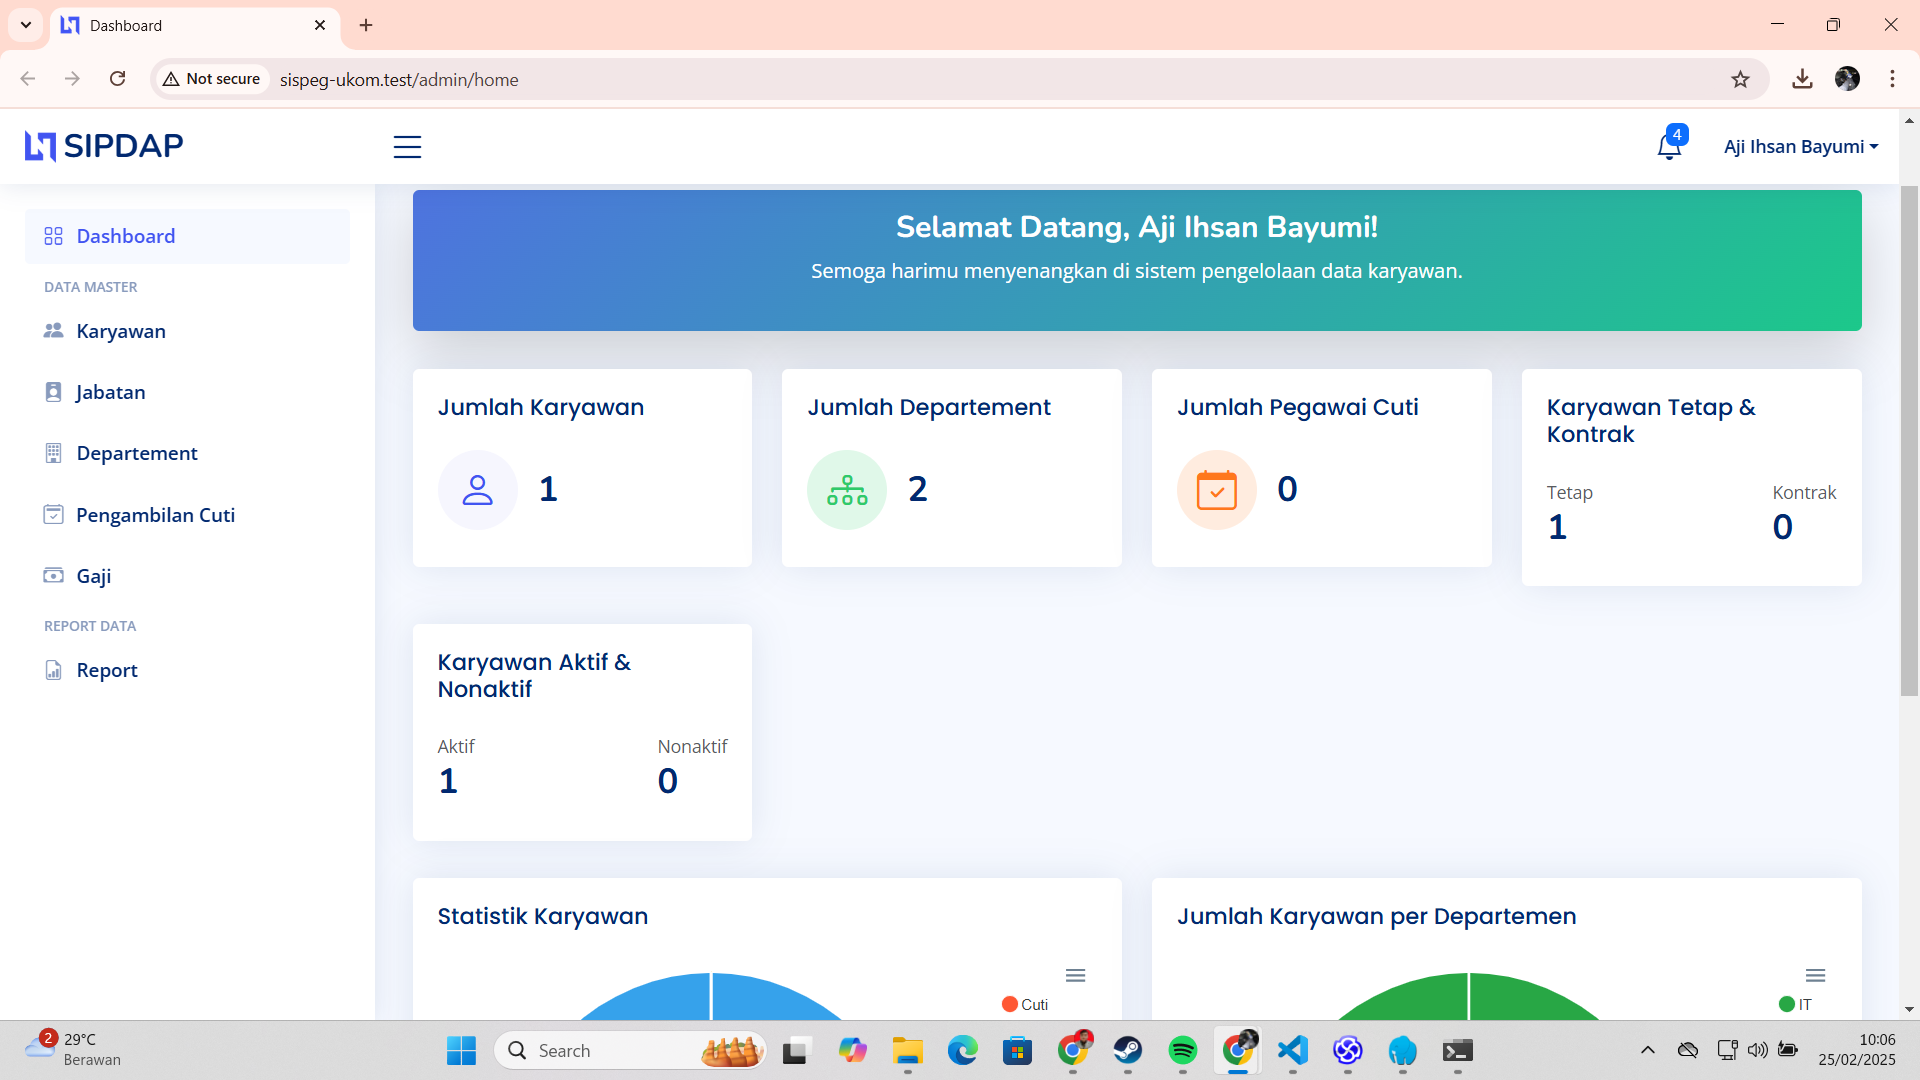 Dashboard
Not secure
sispeg-ukom.test/admin/home
SIPDAP
4
Aji Ihsan Bayumi
Dashboard
DATA MASTER
Karyawan
Jabatan
Departement
Pengambilan Cuti
Gaji
REPORT DATA
Report
Selamat Datang, Aji Ihsan Bayumi!
Semoga harimu menyenangkan di sistem pengelolaan data karyawan.
Jumlah Karyawan
1
Jumlah Departement
2
Jumlah Pegawai Cuti
0
Karyawan Tetap &
Kontrak
Tetap
1
Kontrak
0
Karyawan Aktif &
Nonaktif
Aktif
1
Nonaktif
0
Statistik Karyawan
Cuti
Jumlah Karyawan per Departemen
IT
2
29°C
Berawan
Search
10:06
25/02/2025